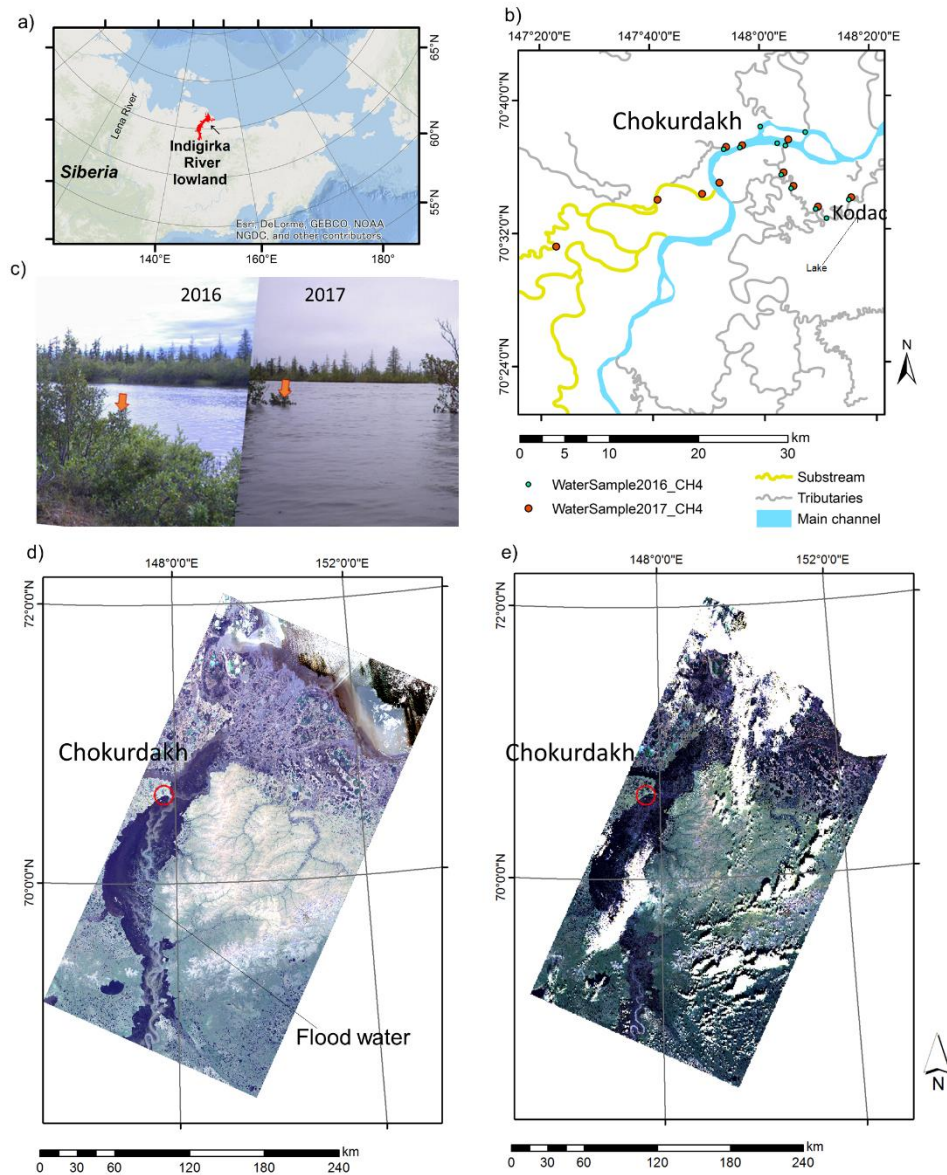 a)
65°N
60°N
55°N
Lena River
Siberia
Indigirka
River
lowland
Esri, DeLorme, GEBCO, NOAA
NGDC, and other contributors
140°E
160°E
180°
b)
147°20'0"E
147°40'0"E
148°0'0"E
148°20'0"E
70°40'0"N
70°32'0"N
70°24'0"N
Chokurdakh
Kodac
Lake
N
km
0
5
10
20
30
WaterSample2016_CH4
WaterSample2017_CH4
Substream
Tributaries
Main channel
c)
2016
2017
d)
148°0'0"E
152°0'0"E
72°0'0"N
70°0'0"N
Chokurdakh
Flood water
km
0
30
60
120
180
240
e)
148°0'0"E
152°0'0"E
72°0'0"N
70°0'0"N
Chokurdakh
N
km
0
30
60
120
180
240